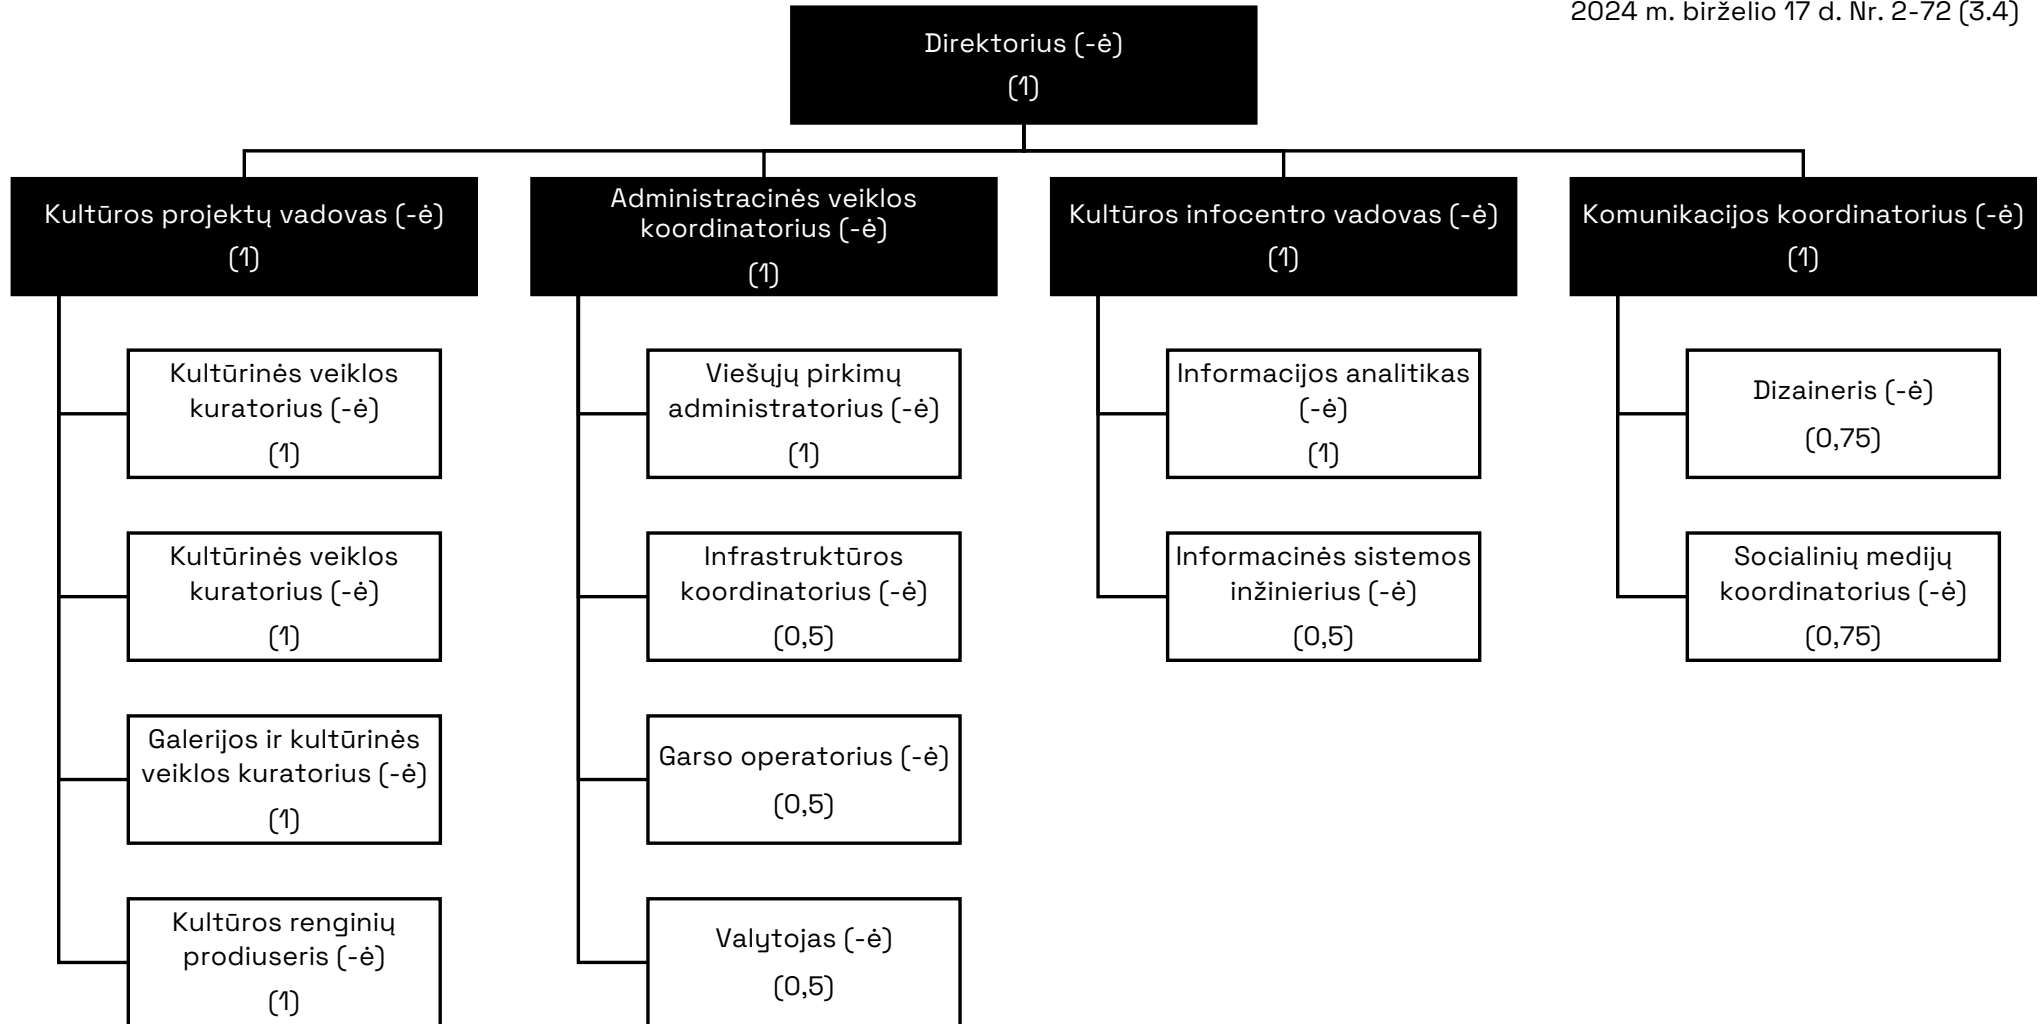 2024 m. birželio 17 d. Nr. 2-72 (3.4)
Direktorius (-ė)
(1)
Kultūros projektų vadovas (-ė)
(1)
Administracinės veiklos
koordinatorius (-ė)
(1)
Kultūros infocentro vadovas (-ė)
(1)
Komunikacijos koordinatorius (-ė)
(1)
Kultūrinės veiklos
kuratorius (-ė)
(1)
Kultūrinės veiklos
kuratorius (-ė)
(1)
Galerijos ir kultūrinės
veiklos kuratorius (-ė)
(1)
Kultūros renginių
prodiuseris (-ė)
(1)
Viešųjų pirkimų
administratorius (-ė)
(1)
Infrastruktūros
koordinatorius (-ė)
(0,5)
Garso operatorius (-ė)
(0,5)
Valytojas (-ė)
(0,5)
Informacijos analitikas
(-ė)
(1)
Informacinės sistemos
inžinierius (-ė)
(0,5)
Dizaineris (-ė)
(0,75)
Socialinių medijų
koordinatorius (-ė)
(0,75)